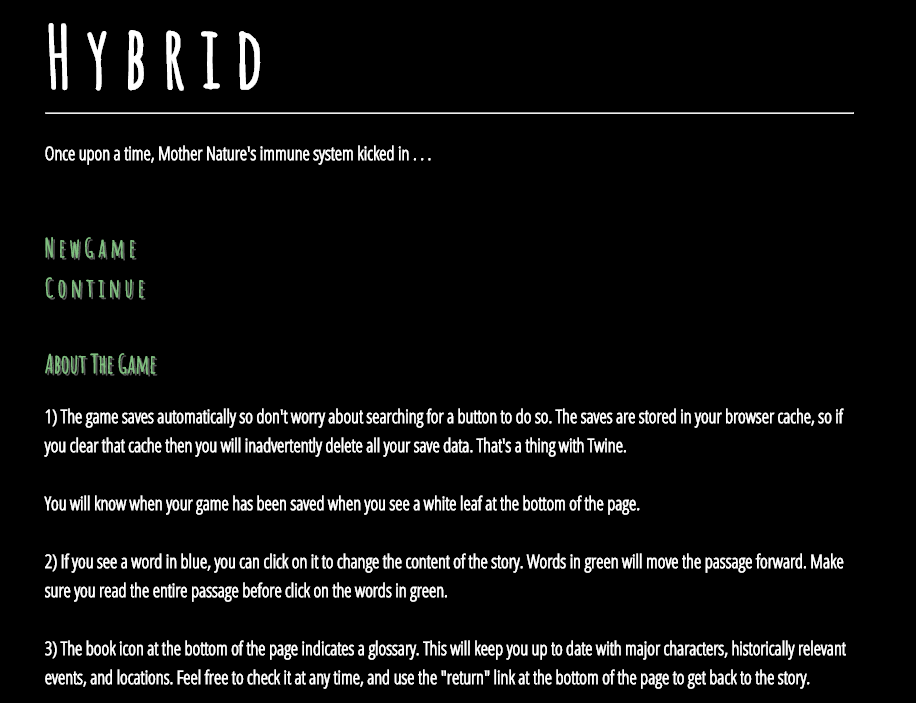 HYBRID
Once upon a time, Mother Nature's immune system kicked in . . .
NEWGAME
CONTINUE
ABOUT THE GAME
1) The game saves automatically so don't worry about searching for a button to do so. The saves are stored in your browser cache, so if
you clear that cache then you will inadvertently delete all your save data. That's a thing with Twine.
You will know when your game has been saved when you see a white leaf at the bottom of the page.
2) If you see a word in blue, you can click on it to change the content of the story. Words in green will move the passage forward. Make
sure you read the entire passage before click on the words in green.
3) The book icon at the bottom of the page indicates a glossary. This will keep you up to date with major characters, historically relevant
events, and locations. Feel free to check it at any time, and use the "return" link at the bottom of the page to get back to the story.